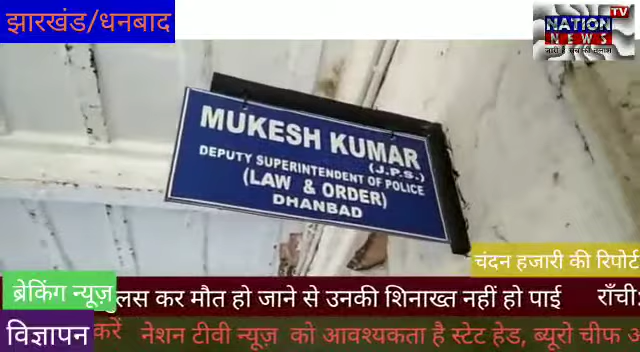 झारखंड/धनबाद
NATION TV
NEWS
MUKESH KUMAR
(J.P.S.)
DEPUTY SUPERINTENDENT OF POLICE
(LAW & ORDER)
DHANBAD
चंदन हजारी की रिपोर्ट
ब्रेकिंग न्यूज़ लस कर मौत हो जाने से उनकी शिनाख्त नहीं हो पाई राँची:
विज्ञापन करें नेशन टीवी न्यूज़ को आवश्यकता है स्टेट हेड, ब्यूरो चीफ